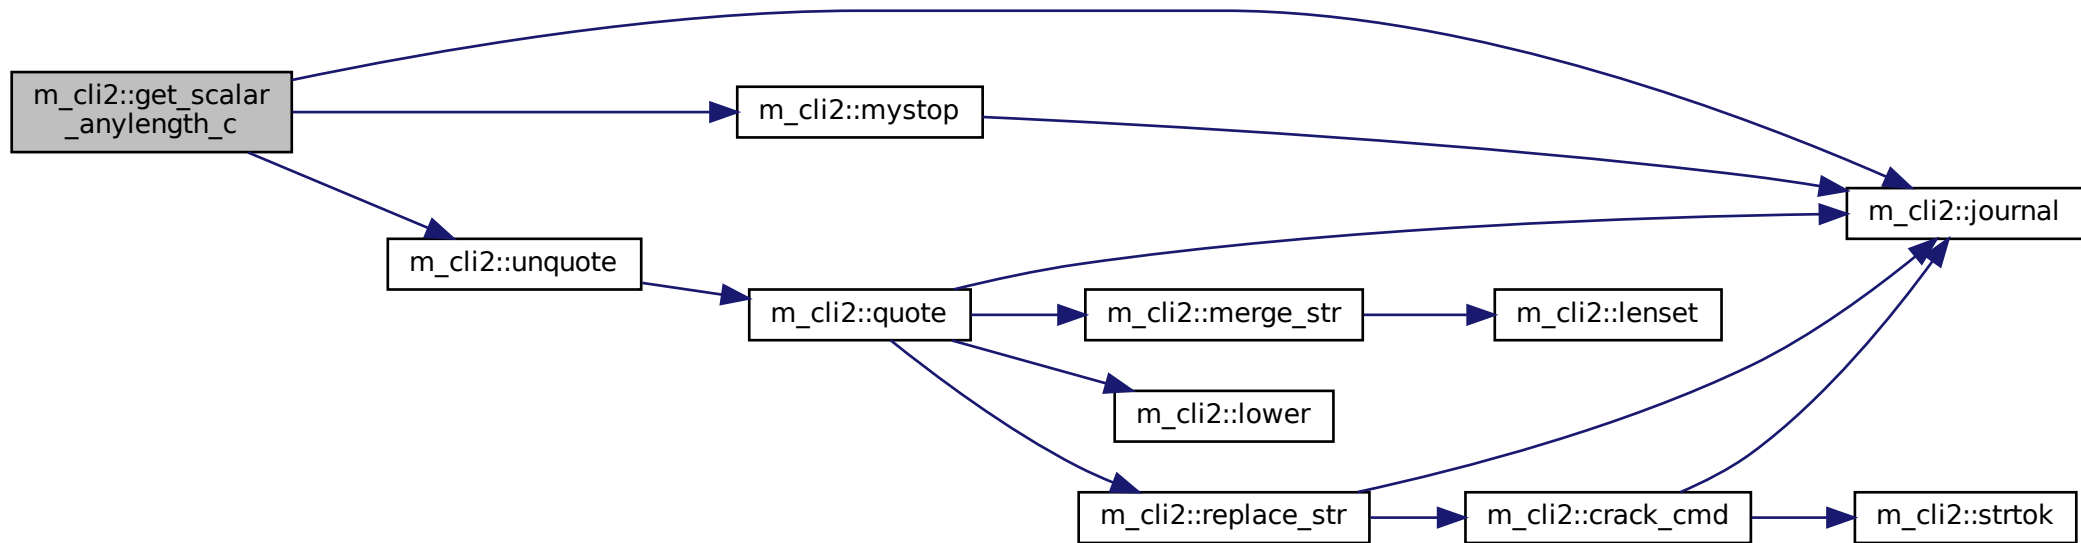 m_cli2::get_scalar
_anylength_c
m_cli2::mystop
m_cli2::journal
m_cli2::unquote
m_cli2::quote
m_cli2::merge_str
m_cli2::lenset
m_cli2::lower
m_cli2::replace_str
m_cli2::crack_cmd
m_cli2::strtok